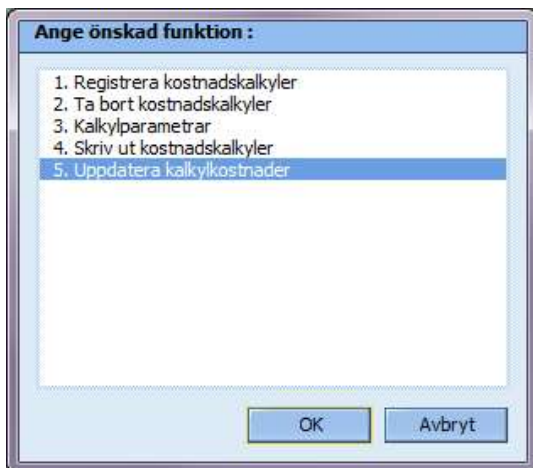 Ange önskad funktion :
1. Registrera kostnadskalkyler
2. Ta bort kostnadskalkyler
3. Kalkylparametrar
4. Skriv ut kostnadskalkyler
5. Uppdatera kalkylkostnader
OK
Avbryt